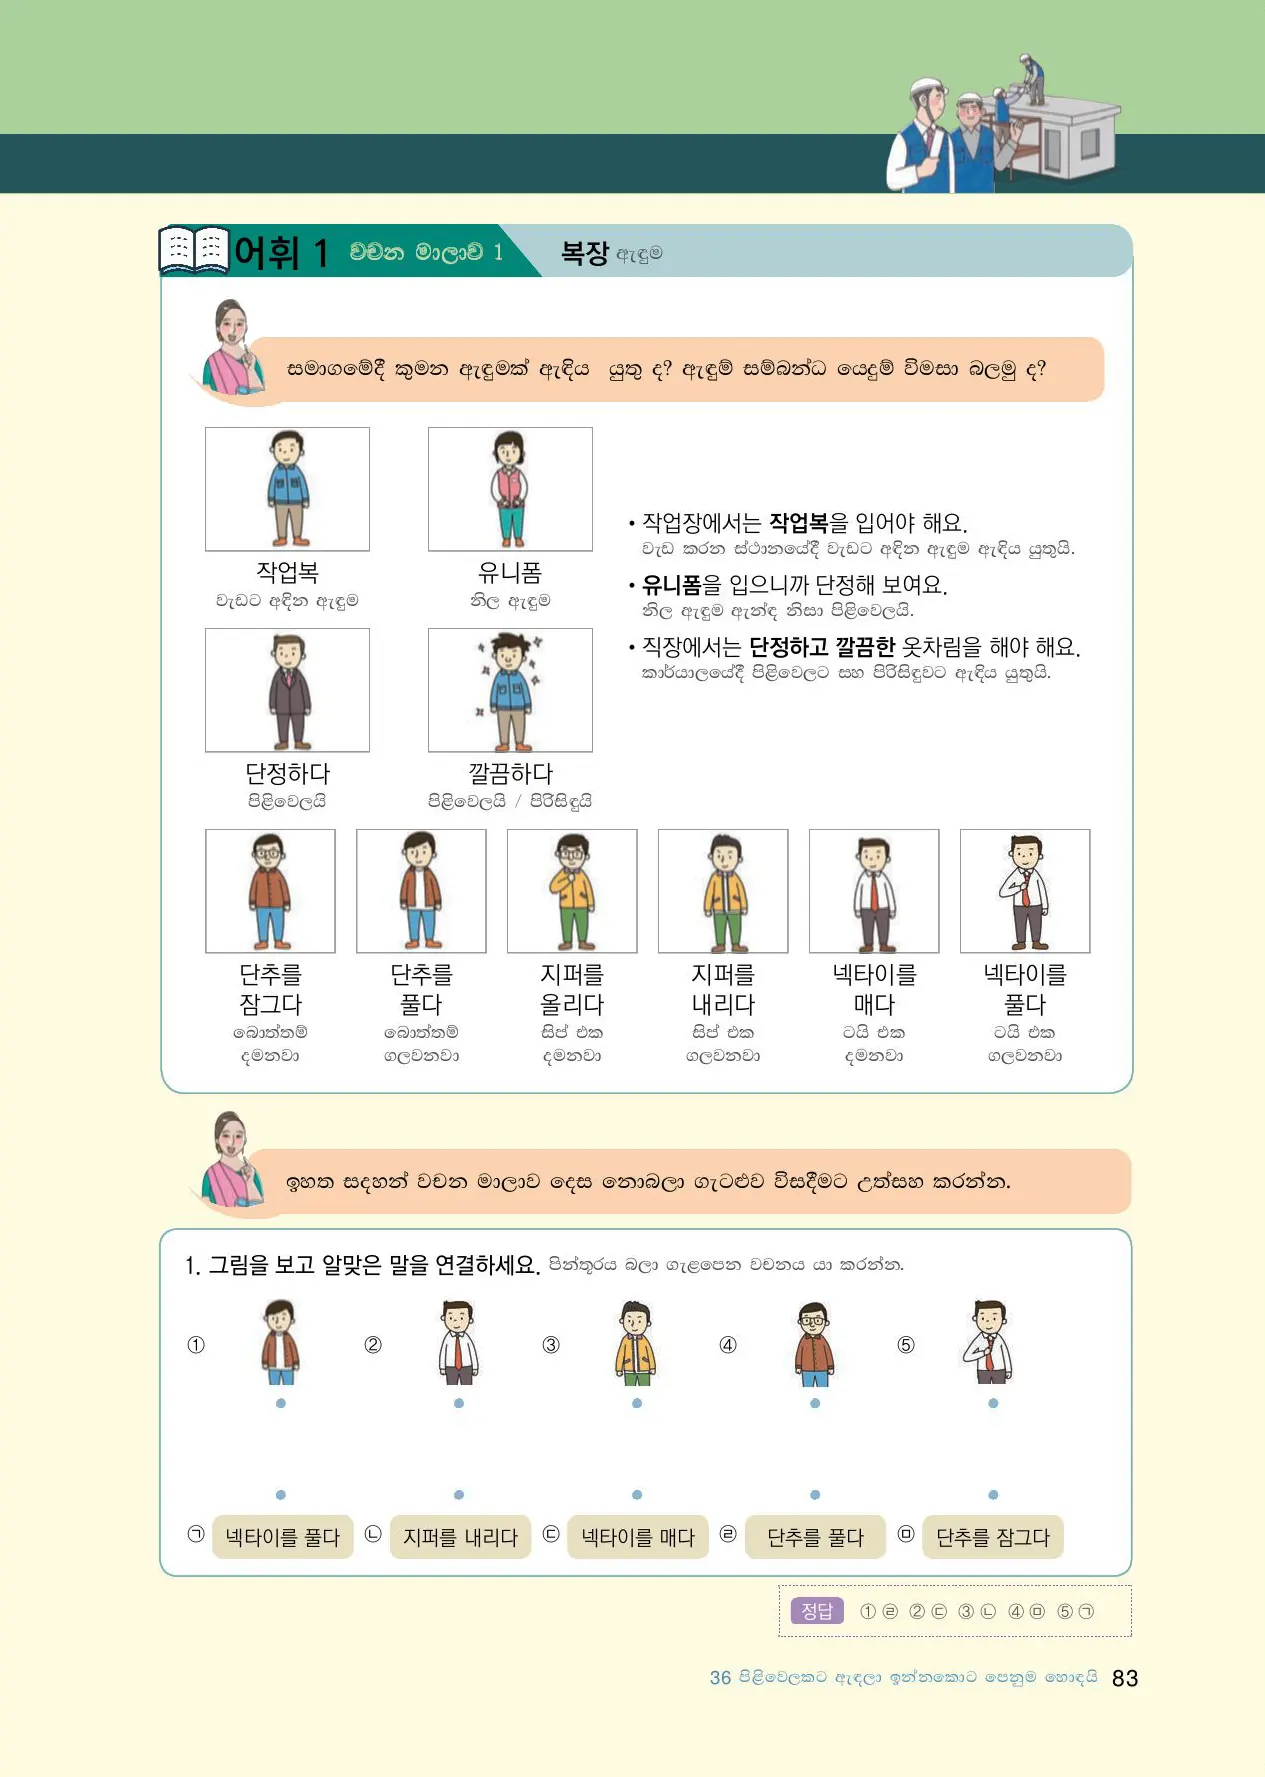 어휘 1 වචන මාලාව 1 복장 ඇඳුම
සමාගමේදී කුමන ඇඳුමක් ඇඳිය යුතු ද? ඇඳුම් සම්බන්ධ යෙදුම් විමසා බලමු ද?
작업복
වැඩට අඳින ඇඳුම
유니폼
නිල ඇඳුම
• 작업장에서는 작업복을 입어야 해요.
වැඩ කරන ස්ථානයේදී වැඩට අඳින ඇඳුම ඇඳිය යුතුයි.
• 유니폼을 입으니까 단정해 보여요.
නිල ඇඳුම ඇන්ඳ නිසා පිළිවෙලයි.
• 직장에서는 단정하고 깔끔한 옷차림을 해야 해요.
කාර්යාලයේදී පිළිවෙලට සහ පිරිසිඳුවට ඇඳිය යුතුයි.
단정하다
පිළිවෙලයි
깔끔하다
පිළිවෙලයි / පිරිසිඳුයි
단추를
잠그다
බොත්තම්
දමනවා
단추를
풀다
බොත්තම්
ගලවනවා
지퍼를
올리다
සිප් එක
දමනවා
지퍼를
내리다
සිප් එක
ගලවනවා
넥타이를
매다
ටයි එක
දමනවා
넥타이를
풀다
ටයි එක
ගලවනවා
ඉහත සදහන් වචන මාලාව දෙස නොබලා ගැටළුව විසදීමට උත්සහ කරන්න.
1. 그림을 보고 알맞은 말을 연결하세요. පින්තූරය බලා ගැළපෙන වචනය යා කරන්න.
① ② ③ ④ ⑤
㉠ 넥타이를 풀다 ㉡ 지퍼를 내리다 ㉢ 넥타이를 매다 ㉣ 단추를 풀다 ㉤ 단추를 잠그다
정답 ① ㉣ ② ㉢ ③ ㉡ ④ ㉤ ⑤ ㉠
36 පිළිවෙලකට ඇඳලා ඉන්නකොට පෙනුම හොඳයි 83